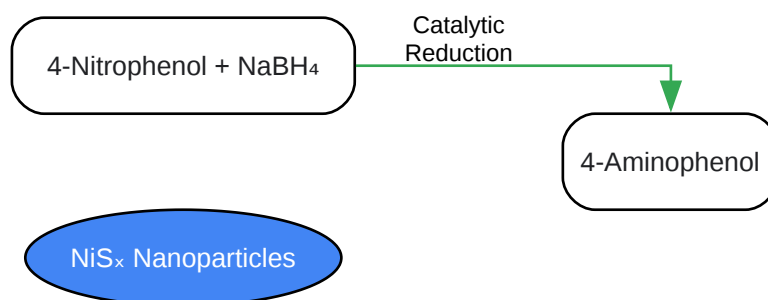 4-Nitrophenol + NaBH₄
Catalytic
Reduction
4-Aminophenol
NiSₓ Nanoparticles